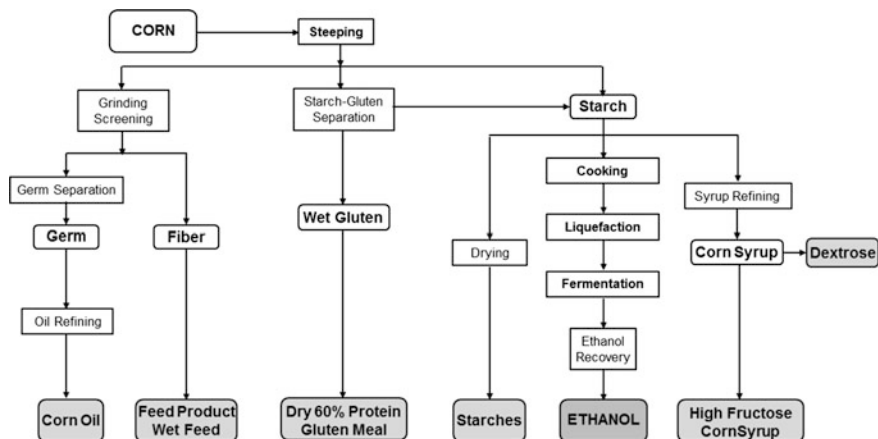 CORN
Steeping
Grinding
Screening
Starch-Gluten
Separation
Starch
Germ Separation
Cooking
Syrup Refining
Germ
Fiber
Wet Gluten
Liquefaction
Drying
Corn Syrup
Dextrose
Fermentation
Oil Refining
Ethanol
Recovery
Corn Oil
Feed Product
Wet Feed
Dry 60% Protein
Gluten Meal
Starches
ETHANOL
High Fructose
CornSyrup